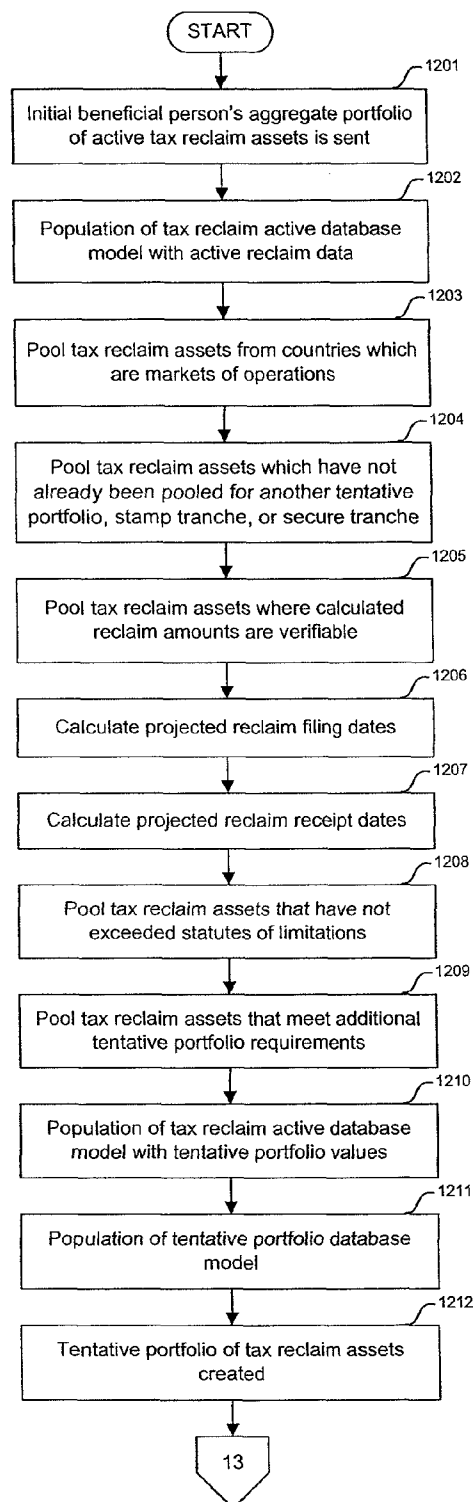 START
1201
Initial beneficial person's aggregate portfolio
of active tax reclaim assets is sent
1202
Population of tax reclaim active database
model with active reclaim data
1203
Pool tax reclaim assets from countries which
are markets of operations
1204
Pool tax reclaim assets which have not
already been pooled for another tentative
portfolio, stamp tranche, or secure tranche
1205
Pool tax reclaim assets where calculated
reclaim amounts are verifiable
1206
Calculate projected reclaim filing dates
1207
Calculate projected reclaim receipt dates
1208
Pool tax reclaim assets that have not
exceeded statutes of limitations
1209
Pool tax reclaim assets that meet additional
tentative portfolio requirements
1210
Population of tax reclaim active database
model with tentative portfolio values
1211
Population of tentative portfolio database
model
1212
Tentative portfolio of tax reclaim assets
created
13